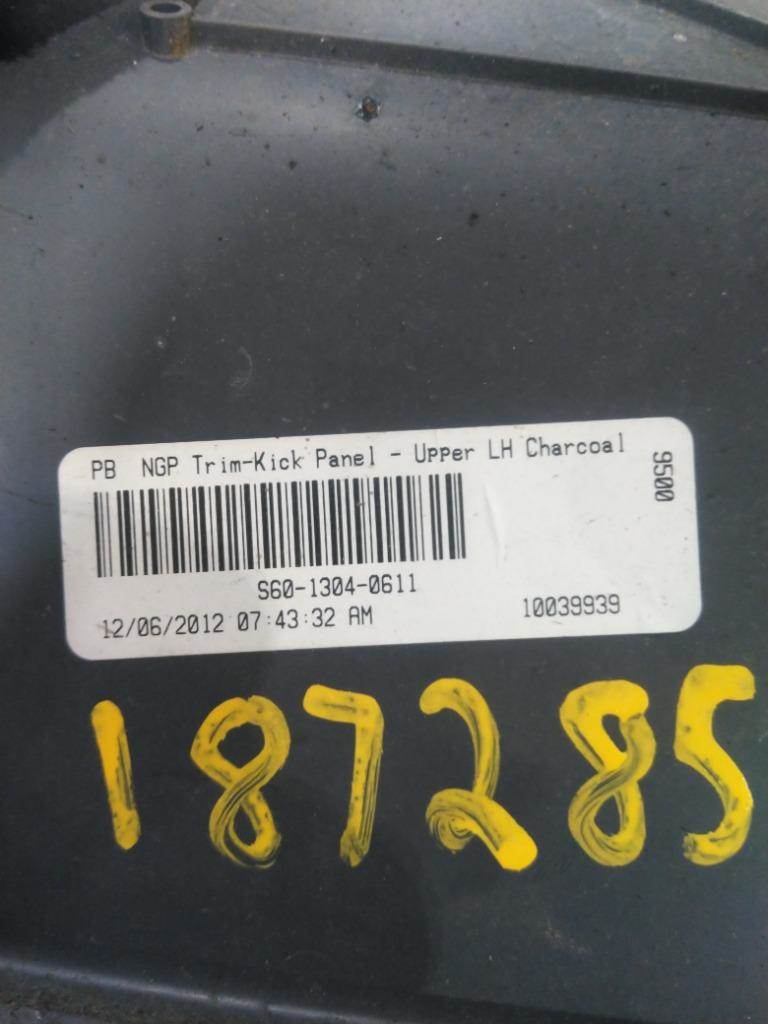 PB NGP Trim-Kick Panel - Upper LH Charcoal
9500
S60-1304-0611
12/06/2012 07:43:32 AM
10039939
187285